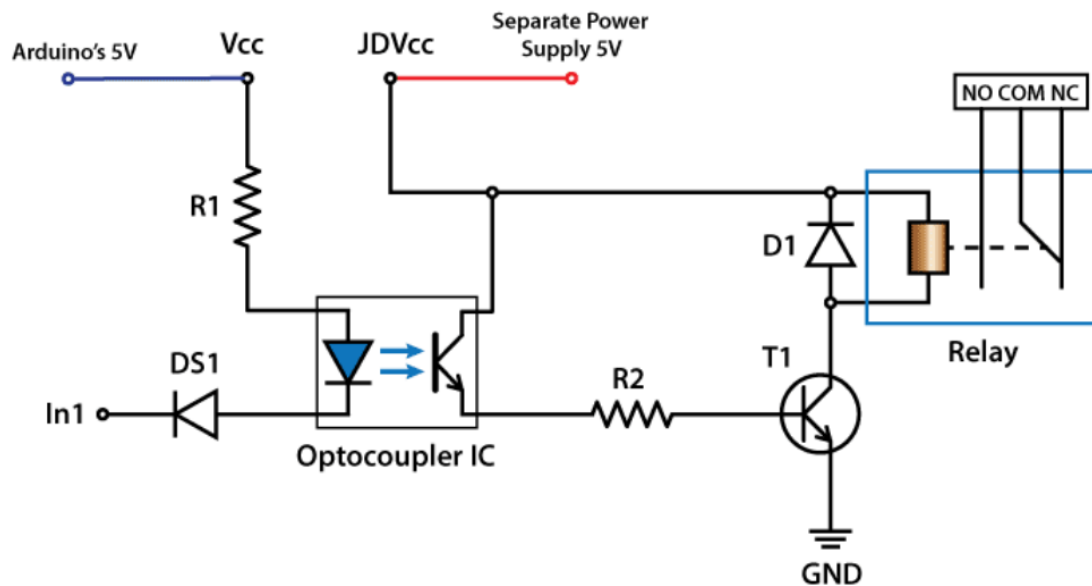 Arduino's 5V
Vcc
JDVcc
Separate Power
Supply 5V
NO COM NC
R1
D1
Relay
DS1
T1
R2
In1
Optocoupler IC
GND